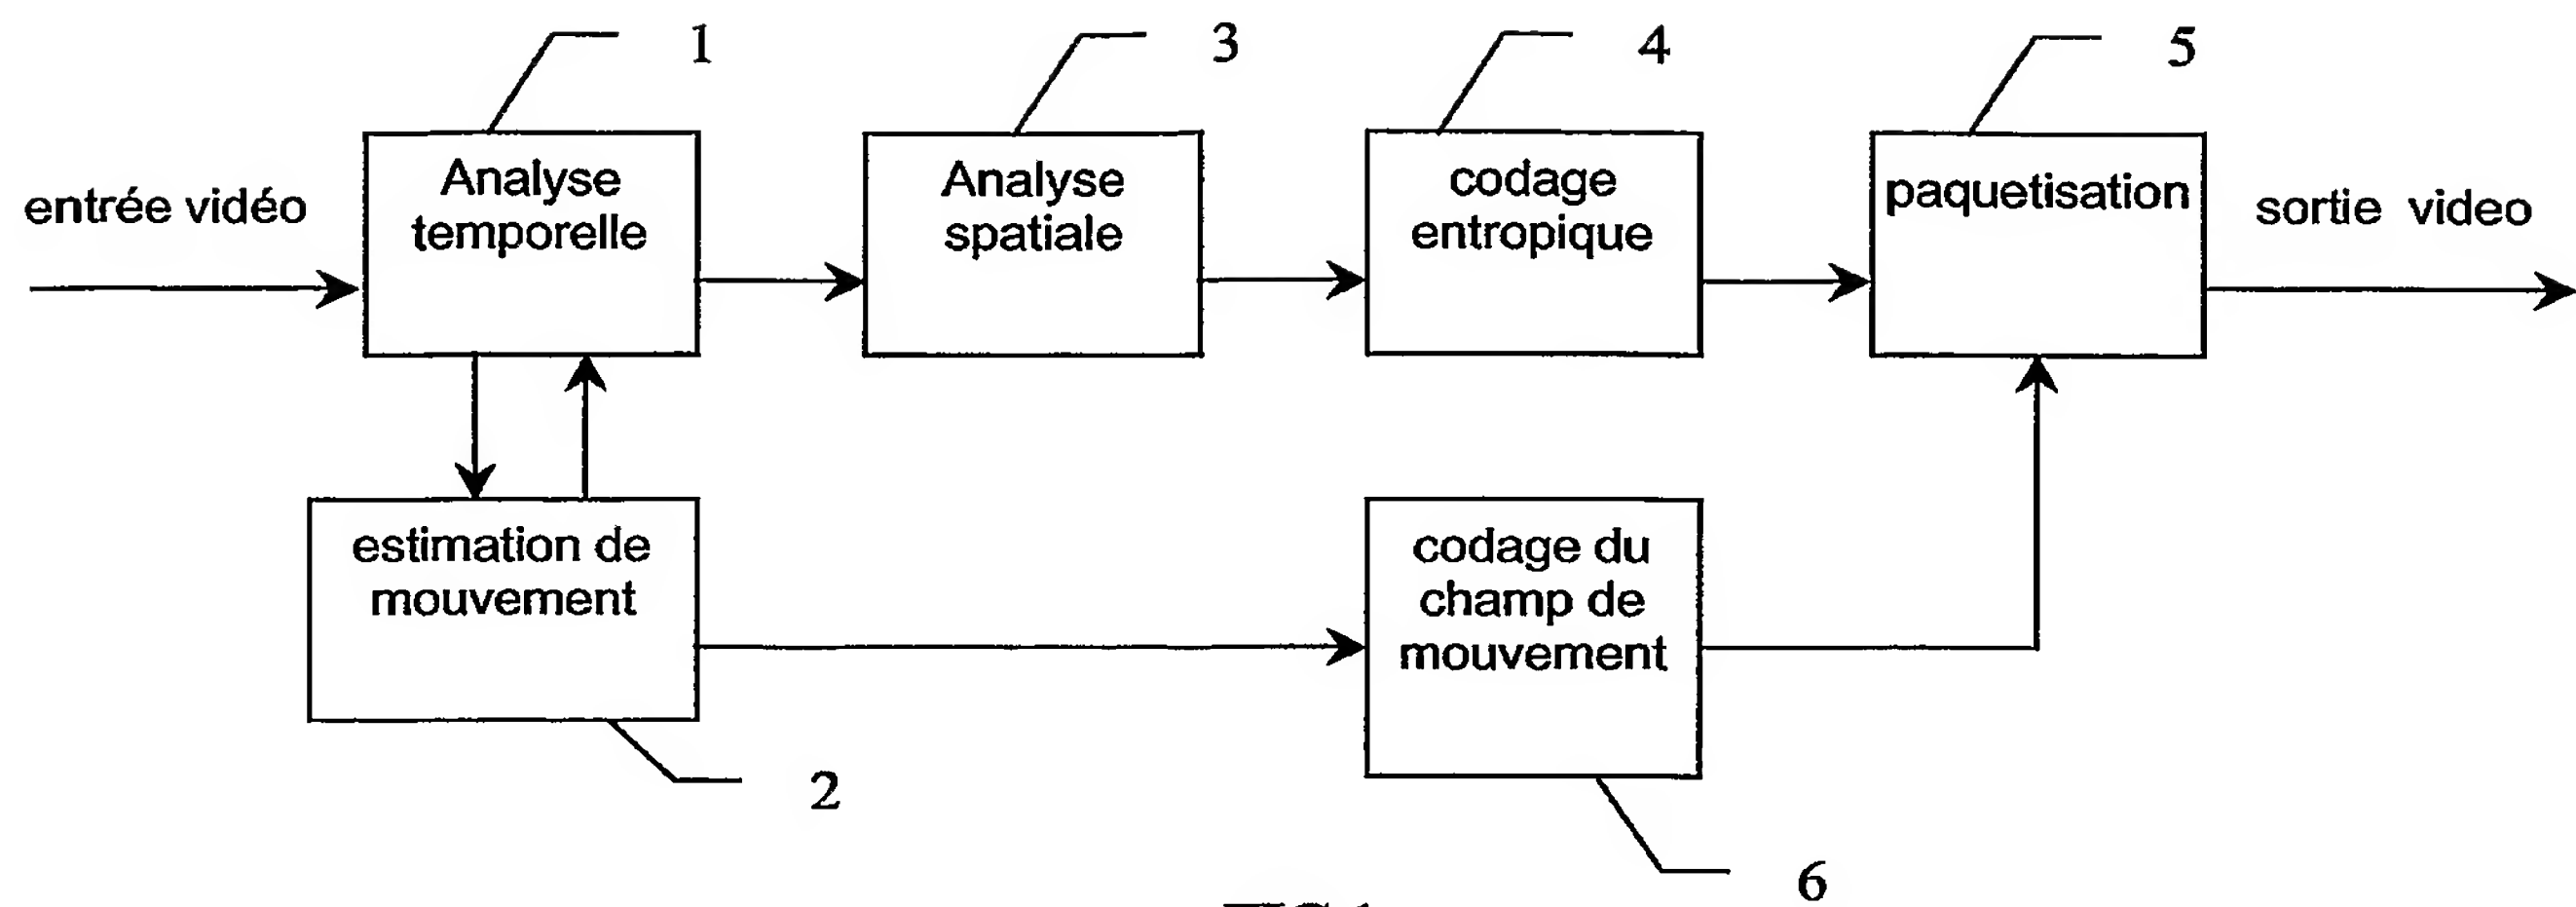 1
3
4
5
entrée vidéo
Analyse
temporelle
Analyse
spatiale
codage
entropique
paquetisation
sortie video
estimation de
mouvement
codage du
champ de
mouvement
2
6